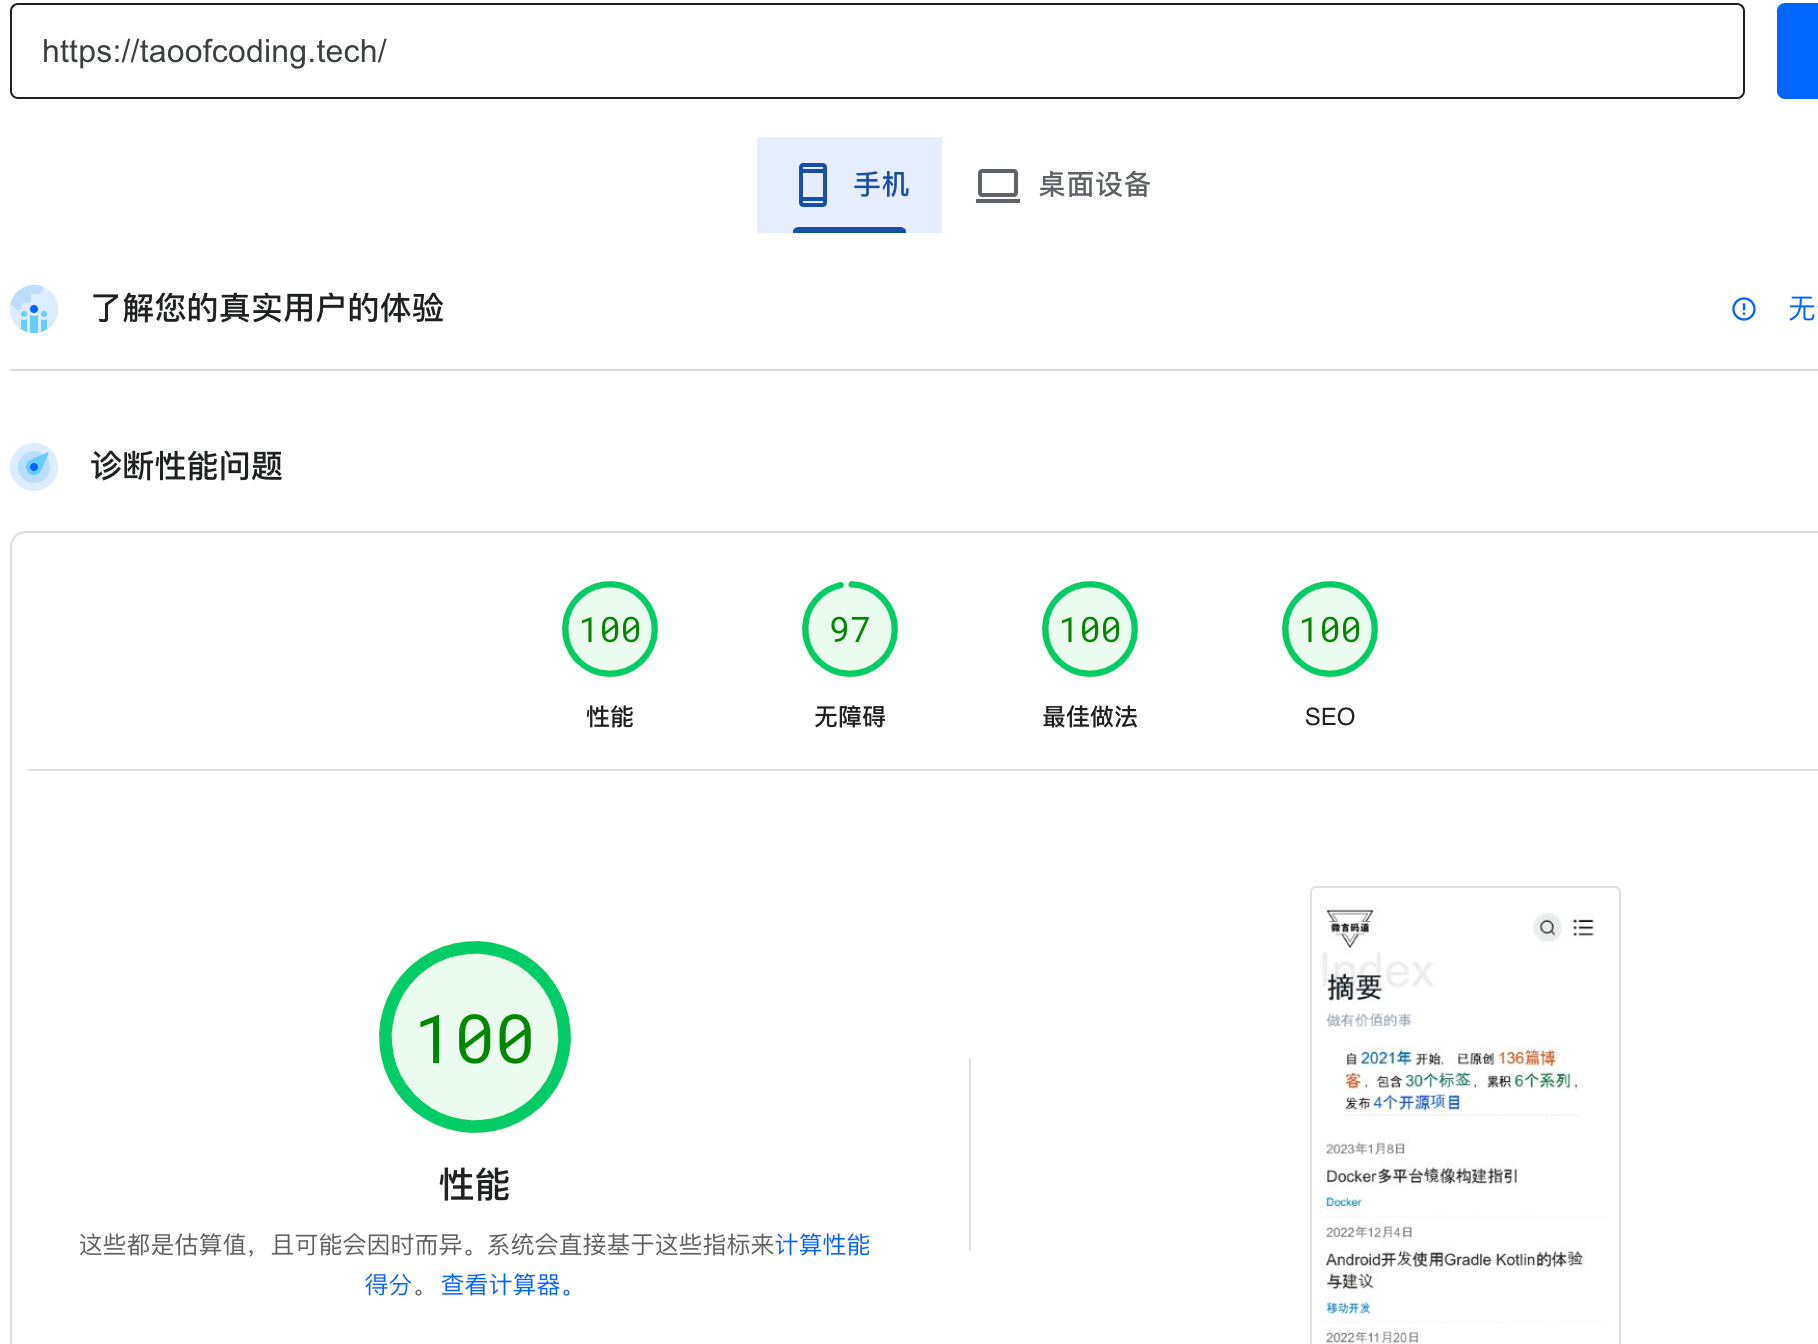 https://taoofcoding.tech/
手机
桌面设备
了解您的真实用户的体验
无
诊断性能问题
100
97
100
100
性能
无障碍
最佳做法
SEO
100
性能
这些都是估算值，且可能会因时而异。系统会直接基于这些指标来计算性能
得分。 查看计算器。
微言码道
Index
摘要
做有价值的事
自 2021年 开始， 已原创 136篇博
客， 包含 30个标签， 累积 6个系列，
发布 4个开源项目
2023年1月8日
Docker多平台镜像构建指引
Docker
2022年12月4日
Android开发使用Gradle Kotlin的体验
与建议
移动开发
2022年11月20日